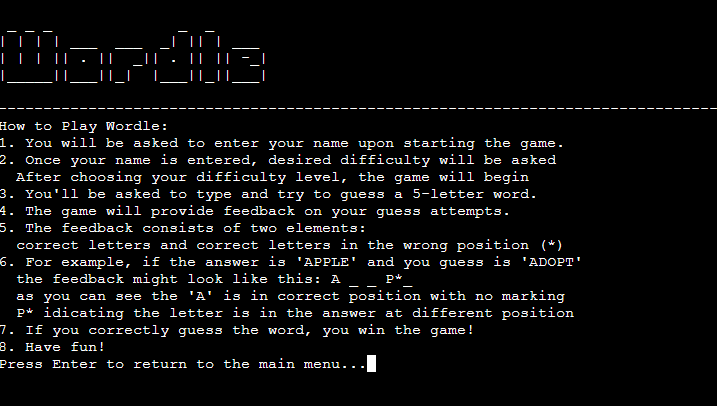 Wordle
How to Play Wordle:
1. You will be asked to enter your name upon starting the game.
2. Once your name is entered, desired difficulty will be asked
After choosing your difficulty level, the game will begin
3. You'll be asked to type and try to guess a 5-letter word.
4. The game will provide feedback on your guess attempts.
5. The feedback consists of two elements:
correct letters and correct letters in the wrong position (*)
6. For example, if the answer is 'APPLE' and you guess is 'ADOPT'
the feedback might look like this: A _ _ P*_
as you can see the 'A' is in correct position with no marking
P* idicating the letter is in the answer at different position
7. If you correctly guess the word, you win the game!
8. Have fun!
Press Enter to return to the main menu...